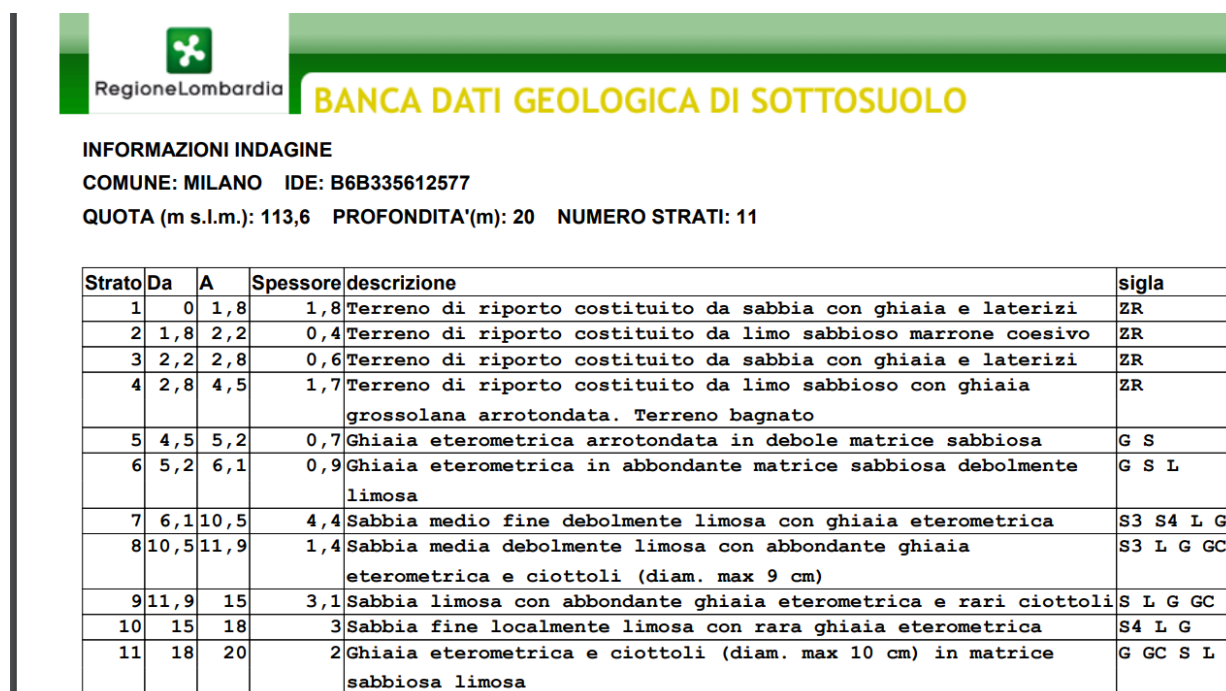 RegioneLombardia
BANCA DATI GEOLOGICA DI SOTTOSUOLO
INFORMAZIONI INDAGINE
COMUNE: MILANO IDE: B6B335612577
QUOTA (m s.l.m.): 113,6 PROFONDITA'(m): 20 NUMERO STRATI: 11
Strato Da A Spessore descrizione sigla
1 0 1,8 1,8 Terreno di riporto costituito da sabbia con ghiaia e laterizi ZR
2 1,8 2,2 0,4 Terreno di riporto costituito da limo sabbioso marrone coesivo ZR
3 2,2 2,8 0,6 Terreno di riporto costituito da sabbia con ghiaia e laterizi ZR
4 2,8 4,5 1,7 Terreno di riporto costituito da limo sabbioso con ghiaia ZR
grossolana arrotondata. Terreno bagnato
5 4,5 5,2 0,7 Ghiaia eterometrica arrotondata in debole matrice sabbiosa G S
6 5,2 6,1 0,9 Ghiaia eterometrica in abbondante matrice sabbiosa debolmente G S L
limosa
7 6,1 10,5 4,4 Sabbia medio fine debolmente limosa con ghiaia eterometrica S3 S4 L G
8 10,5 11,9 1,4 Sabbia media debolmente limosa con abbondante ghiaia S3 L G GC
eterometrica e ciottoli (diam. max 9 cm)
9 11,9 15 3,1 Sabbia limosa con abbondante ghiaia eterometrica e rari ciottoli S L G GC
10 15 18 3 Sabbia fine localmente limosa con rara ghiaia eterometrica S4 L G
11 18 20 2 Ghiaia eterometrica e ciottoli (diam. max 10 cm) in matrice G GC S L
sabbiosa limosa